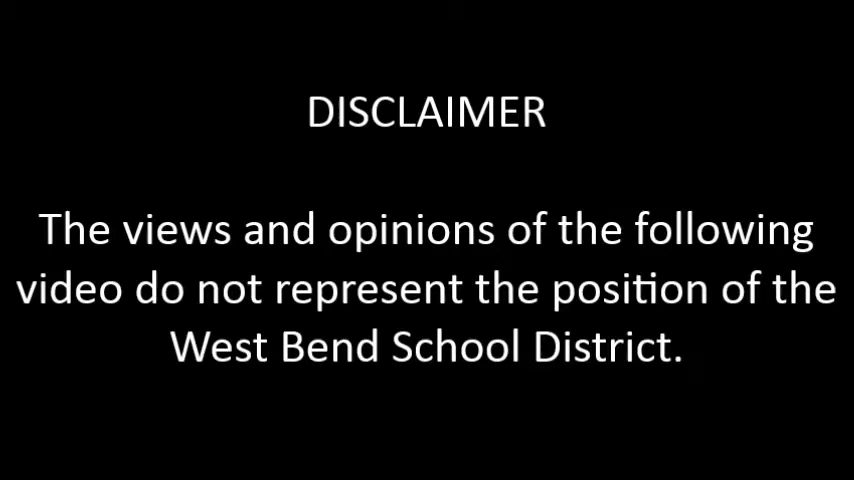 DISCLAIMER
The views and opinions of the following
video do not represent the position of the
West Bend School District.